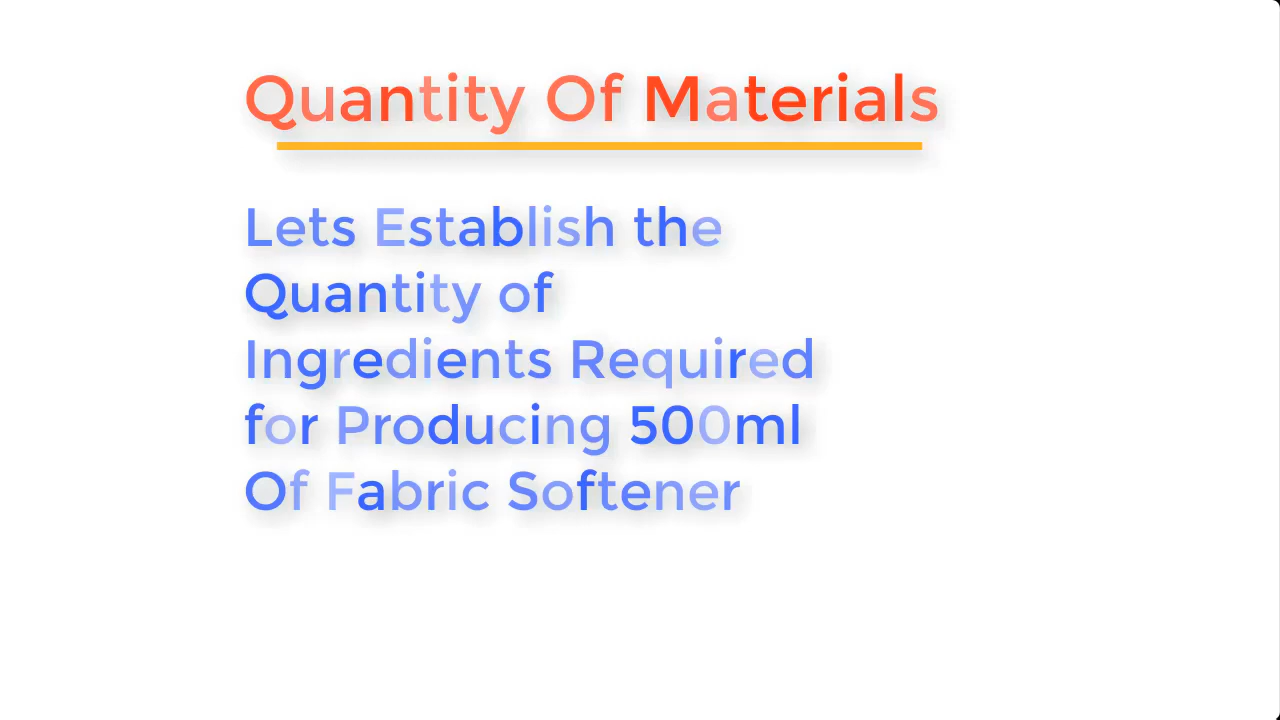 Quantity Of Materials
Lets Establish the
Quantity of
Ingredients Required
for Producing 500ml
Of Fabric Softener